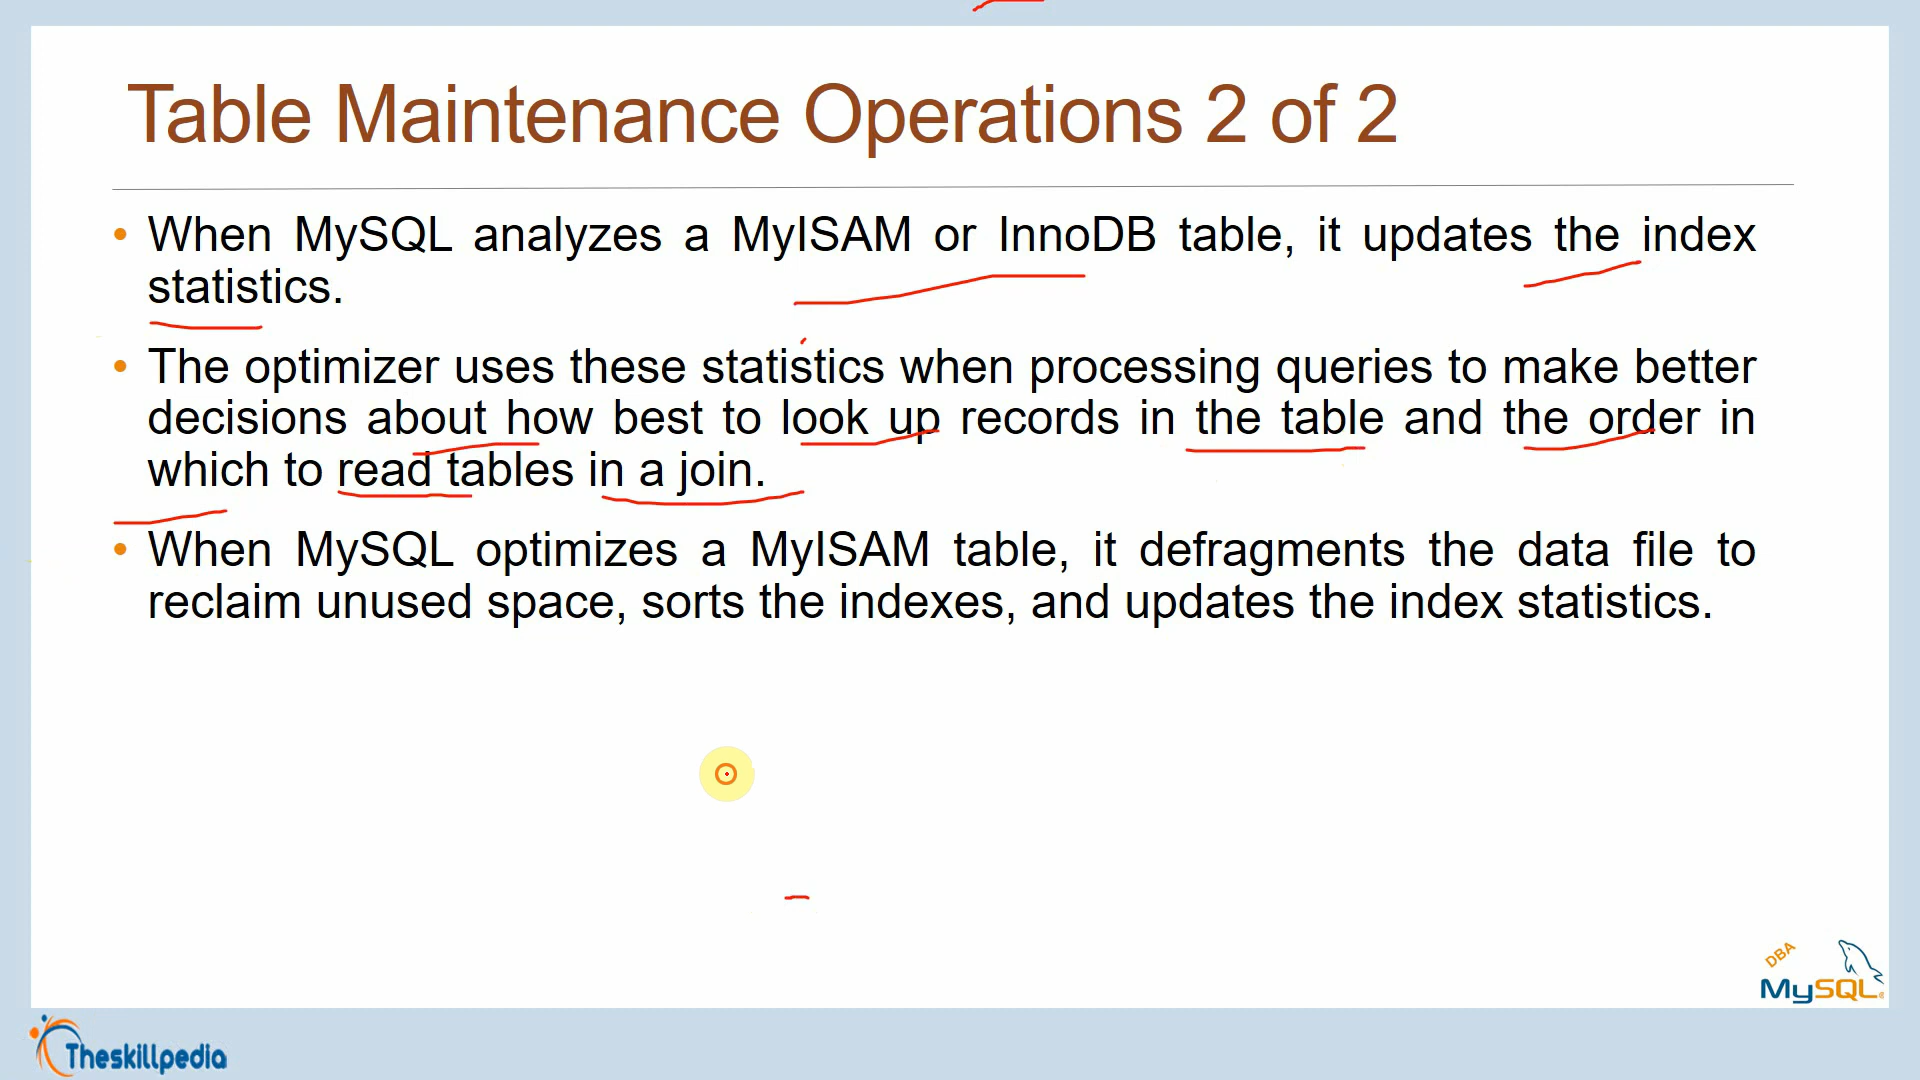 Table Maintenance Operations 2 of 2
• When MySQL analyzes a MyISAM or InnoDB table, it updates the index
statistics.
• The optimizer uses these statistics when processing queries to make better
decisions about how best to look up records in the table and the order in
which to read tables in a join.
• When MySQL optimizes a MyISAM table, it defragments the data file to
reclaim unused space, sorts the indexes, and updates the index statistics.
DBA
MySQL®
Theskillpedia